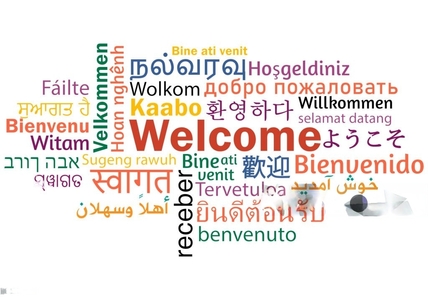 Bine ati venit
நல்வரவு
Hoşgeldiniz
Fáilte
Velkommen
Hoan nghênh
Wolkom
добро пожаловать
ਸੁਆਗਤ ਹੈ
Kaabo
환영하다
Willkommen
selamat datang
Bienvenu
Welcome
ようこそ
Witam
ברוך הבא
Sugeng rawuh
Bine ati
venit
歡迎
Bienvenido
স্বাগত
स्वागत
Tervetuloa
خوش آمدید
أهلاً وسهلان
receber
ยินดีต้อนรับ
benvenuto